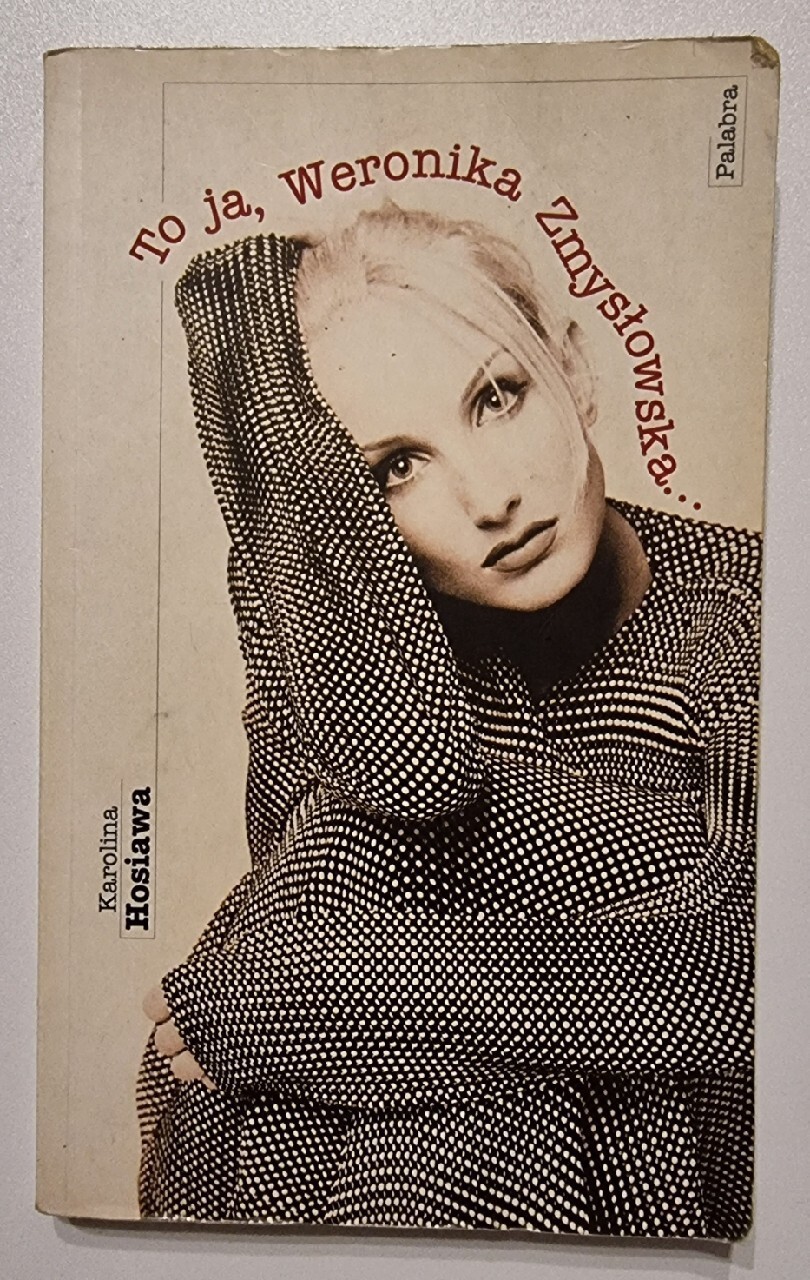 Palabra
To ja, Weronika Zmysłowska...
Karolina
Hosiawa